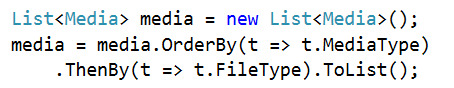 List<Media> media = new List<Media>();
media = media.OrderBy(t => t.MediaType)
    .ThenBy(t => t.FileType).ToList();